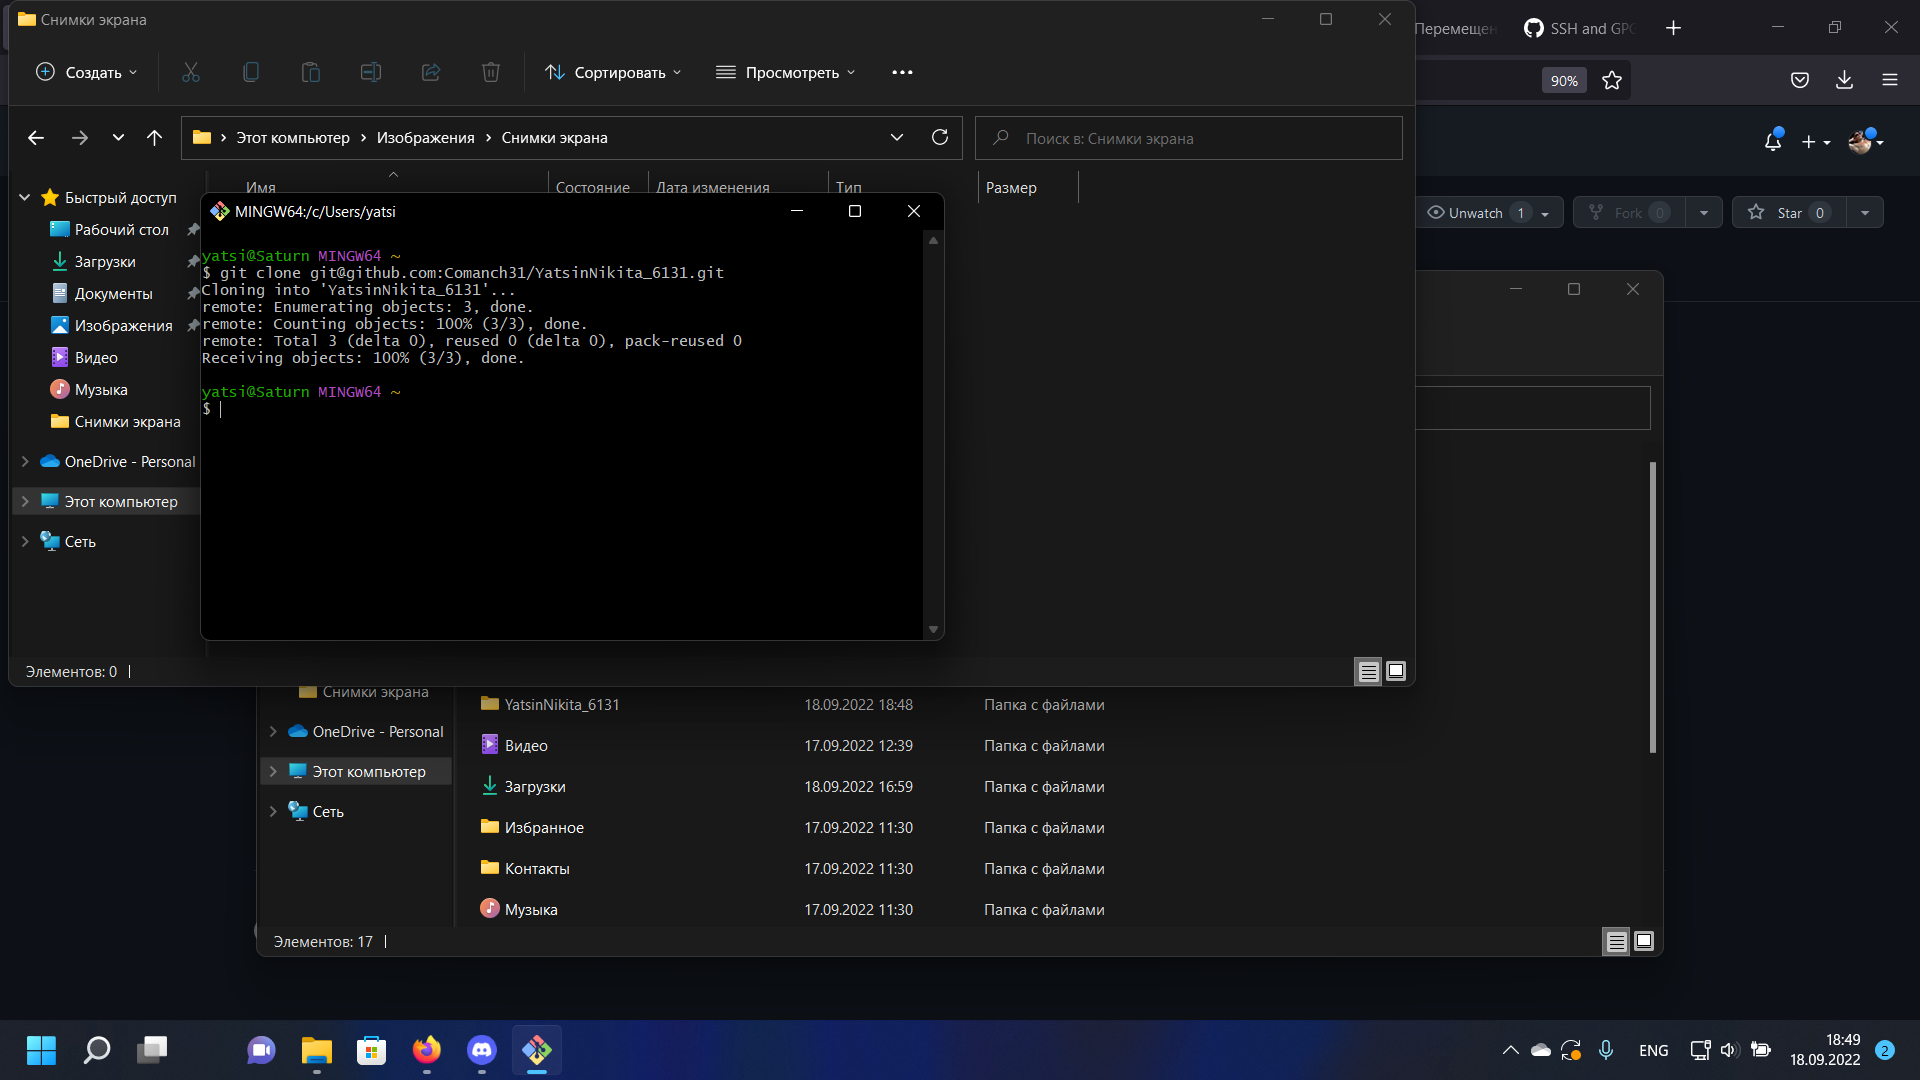 Снимки экрана
Создать
Сортировать
Просмотреть
Этот компьютер
Изображения
Снимки экрана
Поиск в: Снимки экрана
Имя
Состояние
Дата изменения
Тип
Размер
Быстрый доступ
Рабочий стол
Загрузки
Документы
Изображения
Видео
Музыка
Снимки экрана
OneDrive - Personal
Этот компьютер
Сеть
Элементов: 0
MINGW64:/c/Users/yatsi
yatsi@Saturn MINGW64 ~
$ git clone git@github.com:Comanch31/YatsinNikita_6131.git
Cloning into 'YatsinNikita_6131'...
remote: Enumerating objects: 3, done.
remote: Counting objects: 100% (3/3), done.
remote: Total 3 (delta 0), reused 0 (delta 0), pack-reused 0
Receiving objects: 100% (3/3), done.
yatsi@Saturn MINGW64 ~
$
SSH and GPG
90%
Unwatch 1
Fork 0
Star 0
Снимки экрана
OneDrive - Personal
Этот компьютер
Сеть
YatsinNikita_6131 18.09.2022 18:48 Папка с файлами
Видео 17.09.2022 12:39 Папка с файлами
Загрузки 18.09.2022 16:59 Папка с файлами
Избранное 17.09.2022 11:30 Папка с файлами
Контакты 17.09.2022 11:30 Папка с файлами
Музыка 17.09.2022 11:30 Папка с файлами
Элементов: 17
ENG
18:49
18.09.2022
2